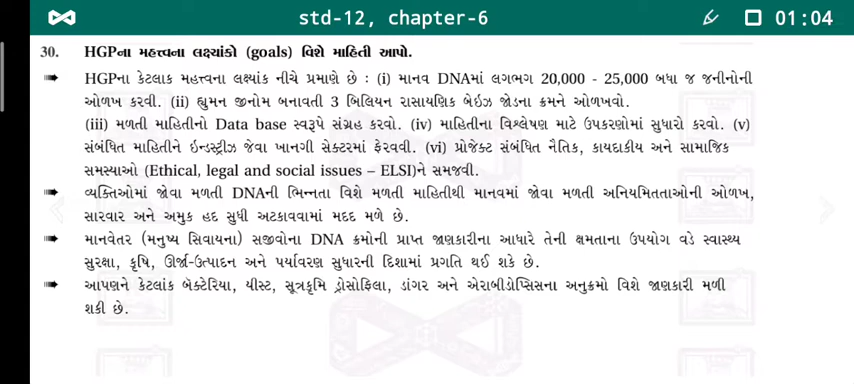 std-12, chapter-6
01:04
30. HGPના મહત્ત્વના લક્ષ્યાંકો (goals) વિશે માહિતી આપો.
➠ HGPના કેટલાક મહત્ત્વના લક્ષ્યાંક નીચે પ્રમાણે છે : (i) માનવ DNAમાં લગભગ 20,000 - 25,000 બધા જ જનીનોની
ઓળખ કરવી. (ii) હ્યુમન જીનોમ બનાવતી 3 બિલિયન રાસાયણિક બેઇઝ જોડના ક્રમને ઓળખવો.
(iii) મળતી માહિતીનો Data base સ્વરૂપે સંગ્રહ કરવો. (iv) માહિતીના વિશ્લેષણ માટે ઉપકરણોમાં સુધારો કરવો. (v)
સંબંધિત માહિતીને ઇન્ડસ્ટ્રીઝ જેવા ખાનગી સેક્ટરમાં ફેરવવી. (vi) પ્રોજેક્ટ સંબંધિત નૈતિક, કાયદાકીય અને સામાજિક
સમસ્યાઓ (Ethical, legal and social issues – ELSI)ને સમજવી.
➠ વ્યક્તિઓમાં જોવા મળતી DNAની ભિન્નતા વિશે મળતી માહિતીથી માનવમાં જોવા મળતી અનિયમિતતાઓની ઓળખ,
સારવાર અને અમુક હદ સુધી અટકાવવામાં મદદ મળે છે.
➠ માનવેતર (મનુષ્ય સિવાયના) સજીવોના DNA ક્રમોની પ્રાપ્ત જાણકારીના આધારે તેની ક્ષમતાના ઉપયોગ વડે સ્વાસ્થ્ય
સુરક્ષા, કૃષિ, ઊર્જા-ઉત્પાદન અને પર્યાવરણ સુધારની દિશામાં પ્રગતિ થઈ શકે છે.
➠ આપણને કેટલાંક બૅક્ટેરિયા, યીસ્ટ, સૂત્રકૃમિ ડ્રોસોફિલા, ડાંગર અને એરાબીડોપ્સિસના અનુક્રમો વિશે જાણકારી મળી
શકી છે.